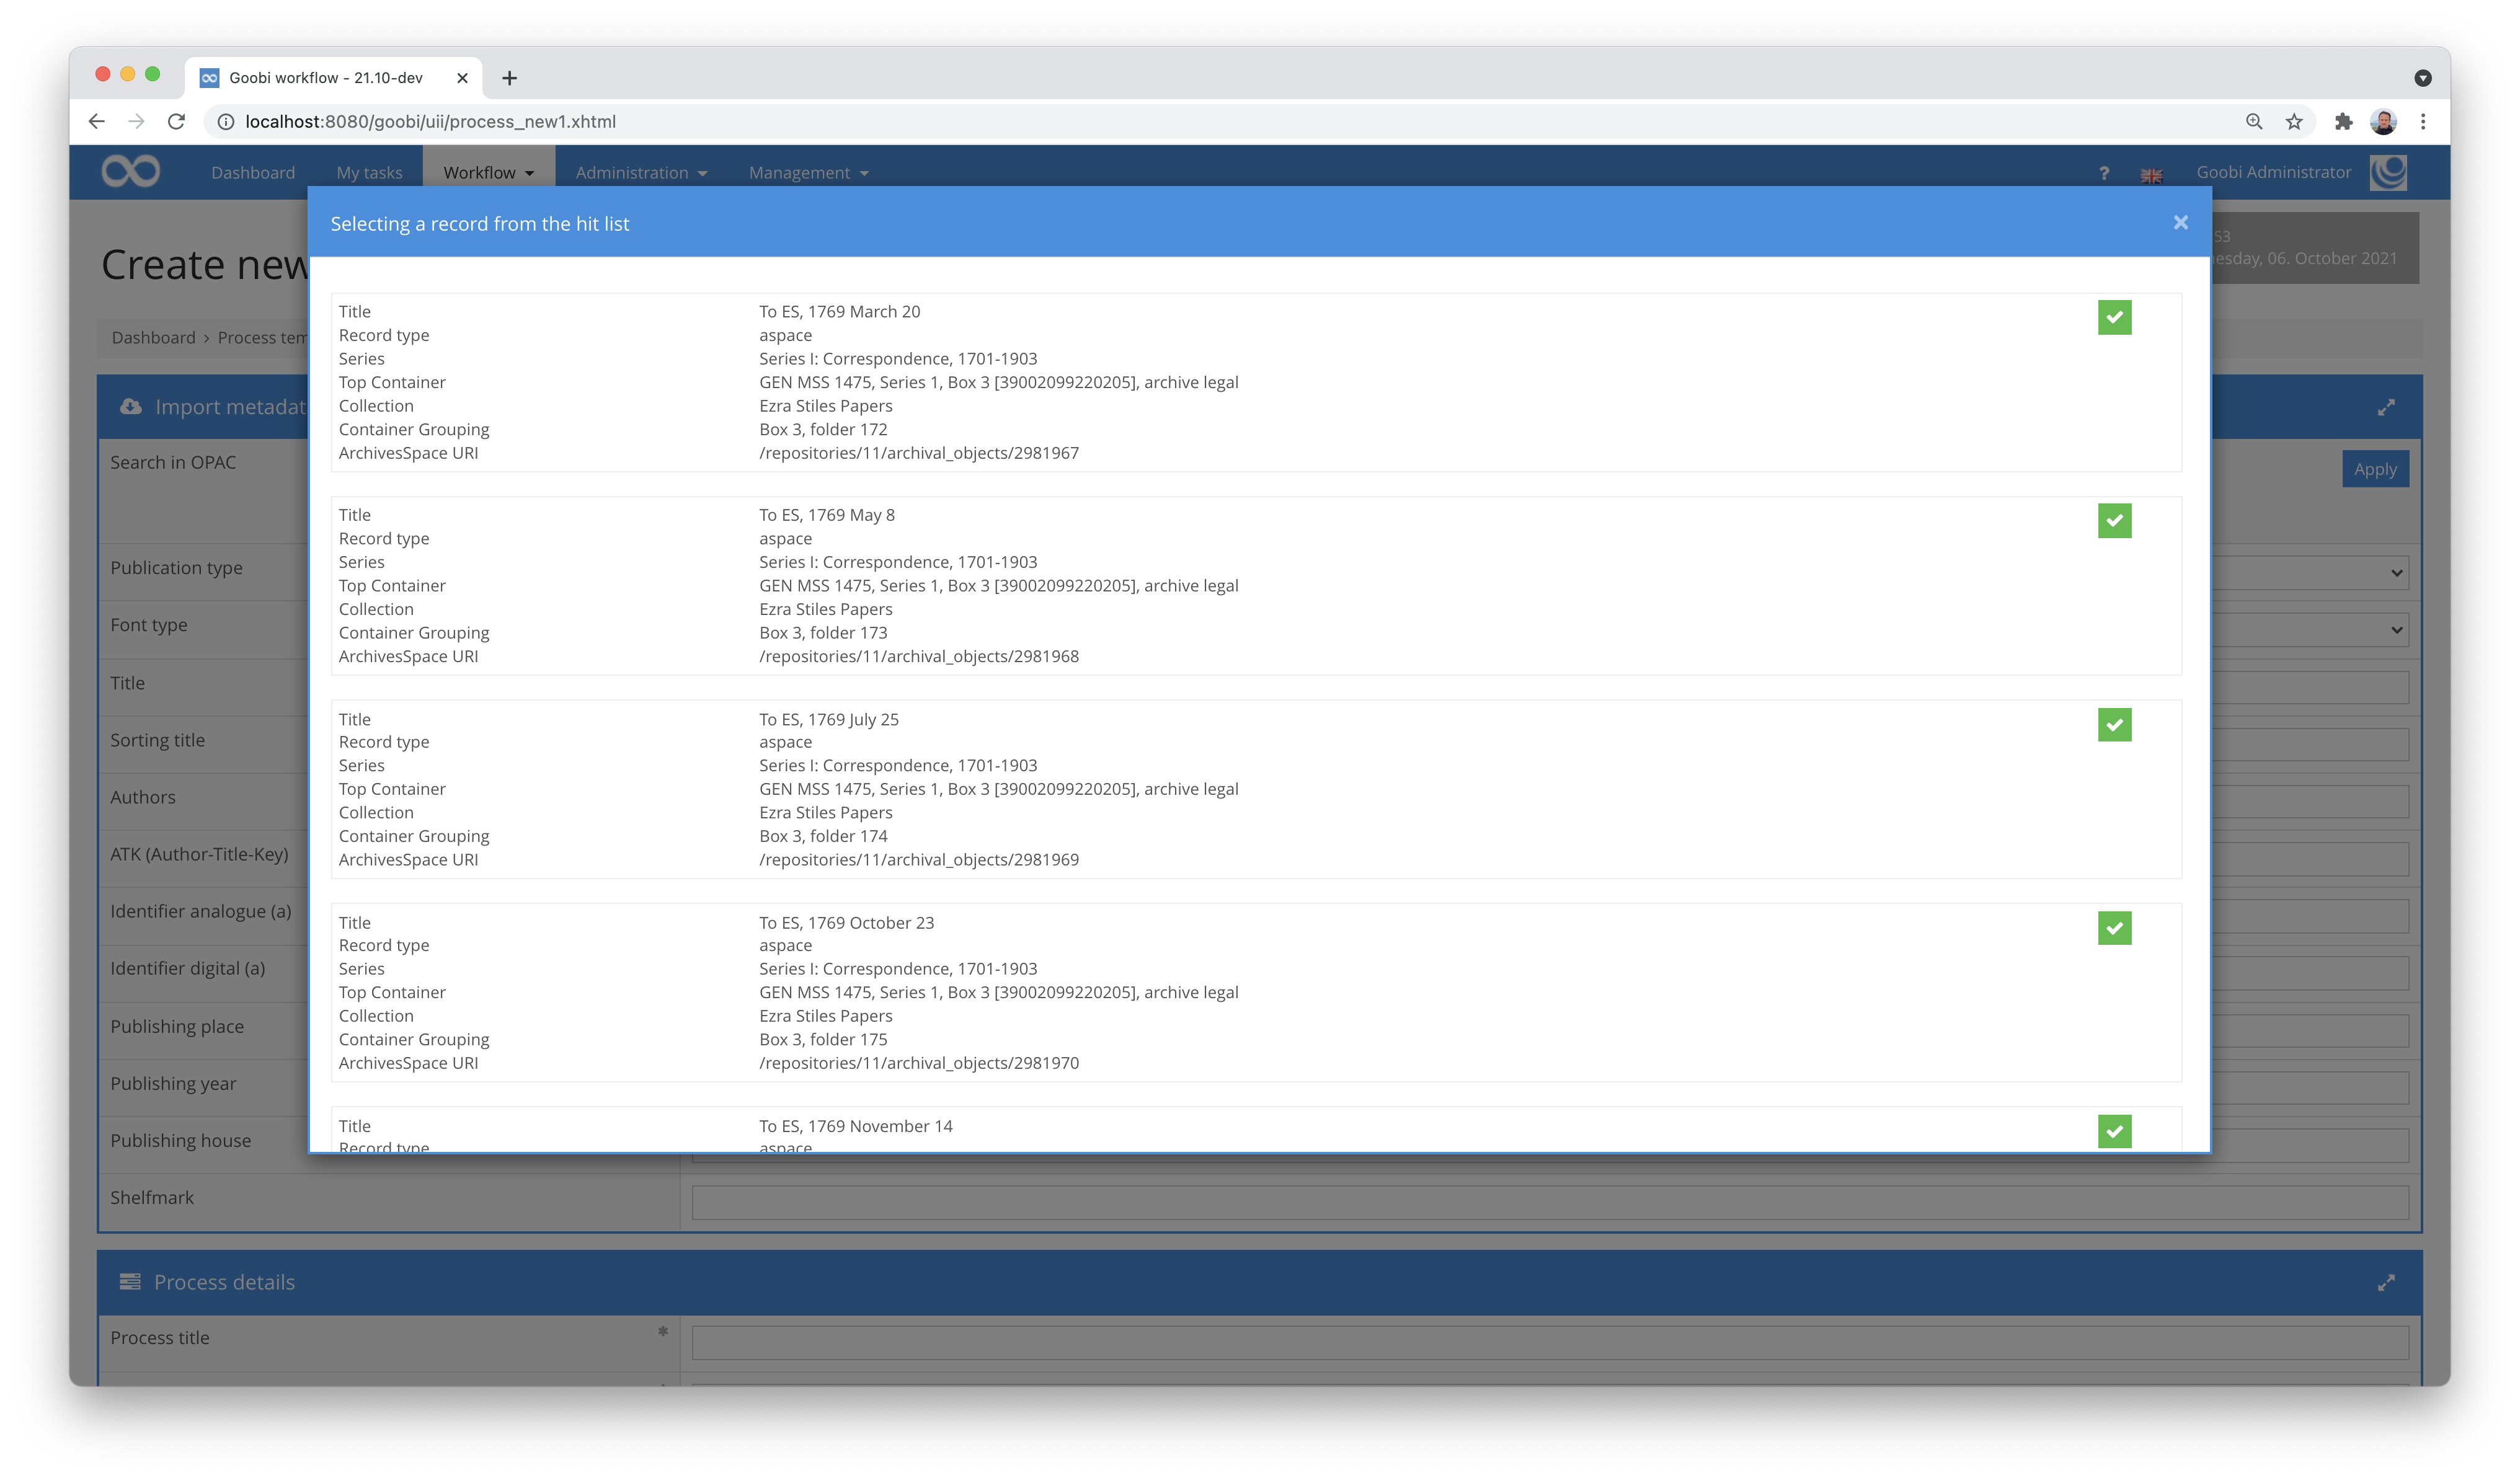 Goobi workflow - 21.10-dev
localhost:8080/goobi/uii/process_new1.xhtml
Dashboard My tasks Workflow Administration Management ? Goobi Administrator
Selecting a record from the hit list
Create new
53
esday, 06. October 2021
Dashboard › Process tem
Import metadat
Search in OPAC
Apply
Publication type
Font type
Title
Sorting title
Authors
ATK (Author-Title-Key)
Identifier analogue (a)
Identifier digital (a)
Publishing place
Publishing year
Publishing house
Shelfmark
Title To ES, 1769 March 20
Record type aspace
Series Series I: Correspondence, 1701-1903
Top Container GEN MSS 1475, Series 1, Box 3 [39002099220205], archive legal
Collection Ezra Stiles Papers
Container Grouping Box 3, folder 172
ArchivesSpace URI /repositories/11/archival_objects/2981967
Title To ES, 1769 May 8
Record type aspace
Series Series I: Correspondence, 1701-1903
Top Container GEN MSS 1475, Series 1, Box 3 [39002099220205], archive legal
Collection Ezra Stiles Papers
Container Grouping Box 3, folder 173
ArchivesSpace URI /repositories/11/archival_objects/2981968
Title To ES, 1769 July 25
Record type aspace
Series Series I: Correspondence, 1701-1903
Top Container GEN MSS 1475, Series 1, Box 3 [39002099220205], archive legal
Collection Ezra Stiles Papers
Container Grouping Box 3, folder 174
ArchivesSpace URI /repositories/11/archival_objects/2981969
Title To ES, 1769 October 23
Record type aspace
Series Series I: Correspondence, 1701-1903
Top Container GEN MSS 1475, Series 1, Box 3 [39002099220205], archive legal
Collection Ezra Stiles Papers
Container Grouping Box 3, folder 175
ArchivesSpace URI /repositories/11/archival_objects/2981970
Title To ES, 1769 November 14
Record type aspace
Process details
Process title *